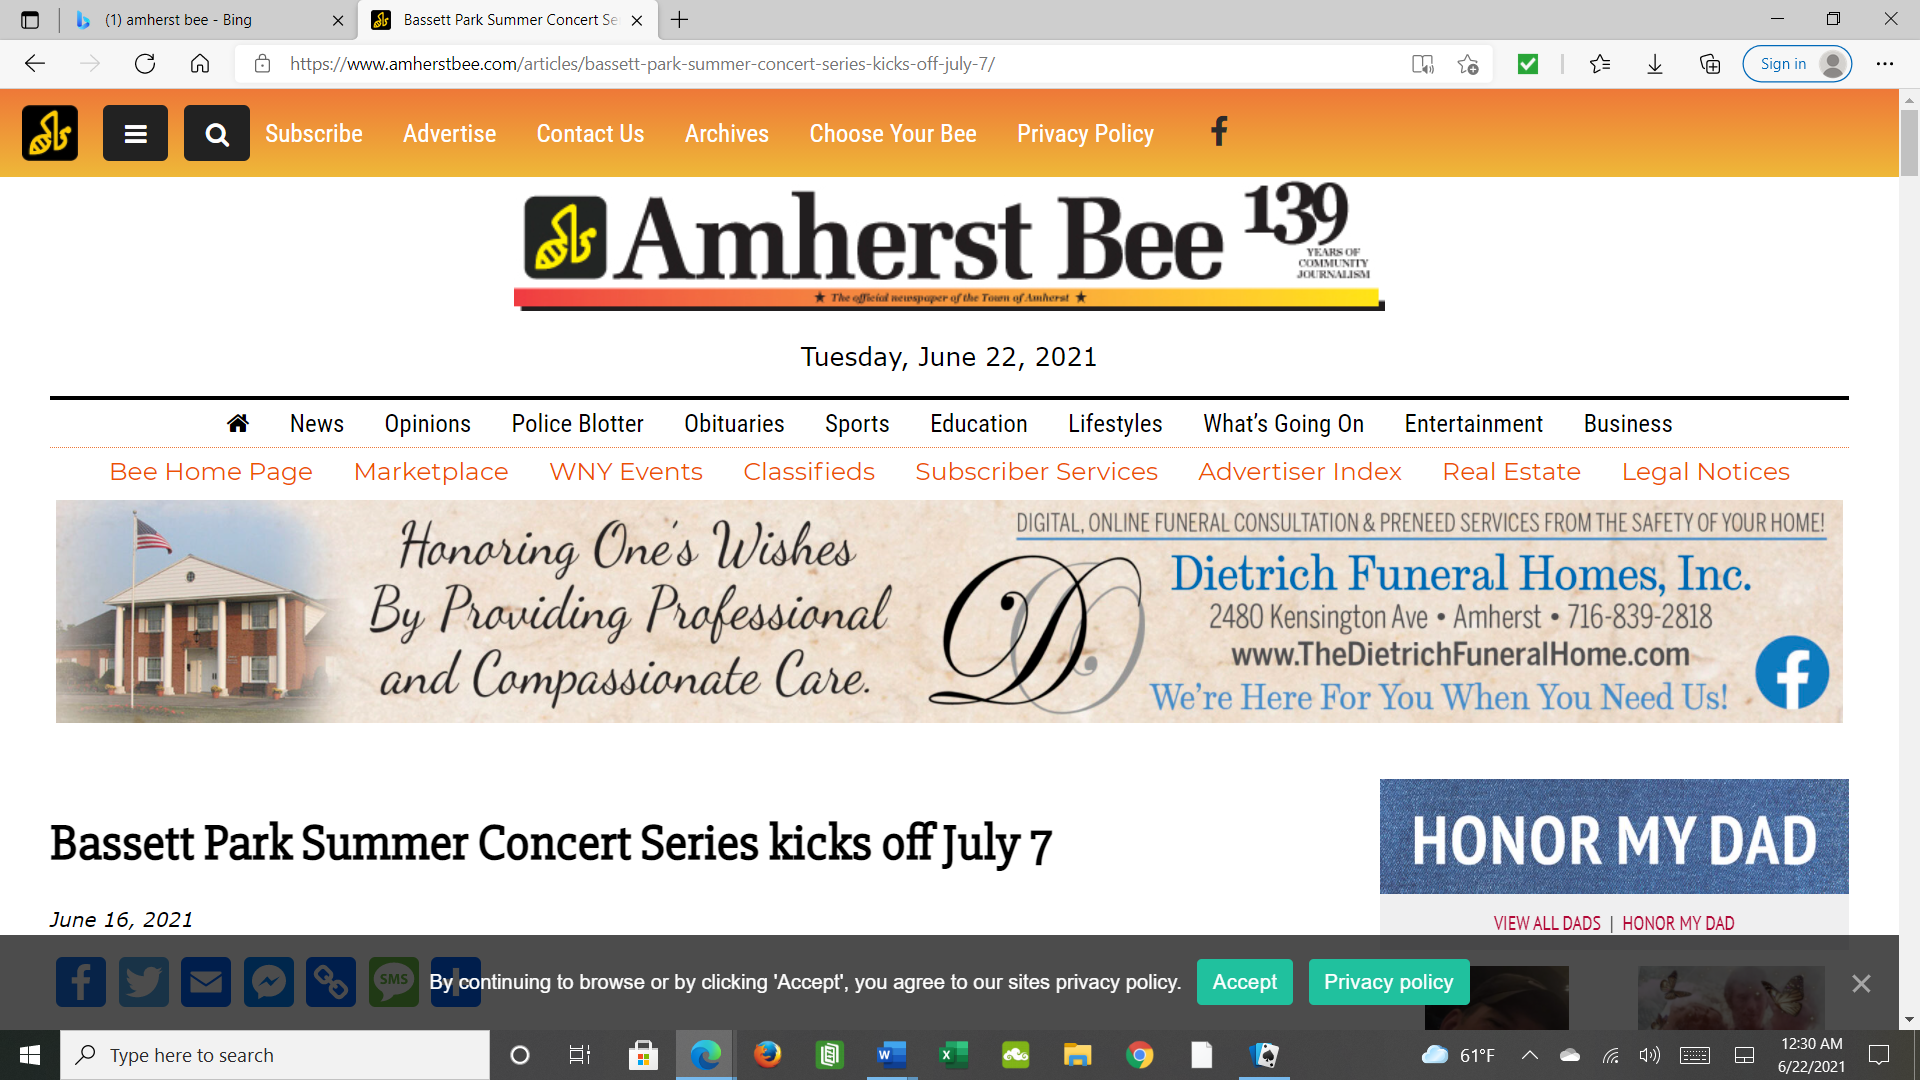 (1) amherst bee - Bing
Bassett Park Summer Concert Se
https://www.amherstbee.com/articles/bassett-park-summer-concert-series-kicks-off-july-7/
Sign in
Subscribe Advertise Contact Us Archives Choose Your Bee Privacy Policy
Amherst Bee 139
YEARS OF
COMMUNITY
JOURNALISM
★ The official newspaper of the Town of Amherst ★
Tuesday, June 22, 2021
News Opinions Police Blotter Obituaries Sports Education Lifestyles What's Going On Entertainment Business
Bee Home Page Marketplace WNY Events Classifieds Subscriber Services Advertiser Index Real Estate Legal Notices
Honoring One's Wishes
By Providing Professional
and Compassionate Care.
DIGITAL, ONLINE FUNERAL CONSULTATION & PRENEED SERVICES FROM THE SAFETY OF YOUR HOME!
D
Dietrich Funeral Homes, Inc.
2480 Kensington Ave • Amherst • 716-839-2818
www.TheDietrichFuneralHome.com
We're Here For You When You Need Us!
Bassett Park Summer Concert Series kicks off July 7
June 16, 2021
HONOR MY DAD
VIEW ALL DADS | HONOR MY DAD
SMS
By continuing to browse or by clicking 'Accept', you agree to our sites privacy policy. Accept Privacy policy
Type here to search
61°F
12:30 AM
6/22/2021